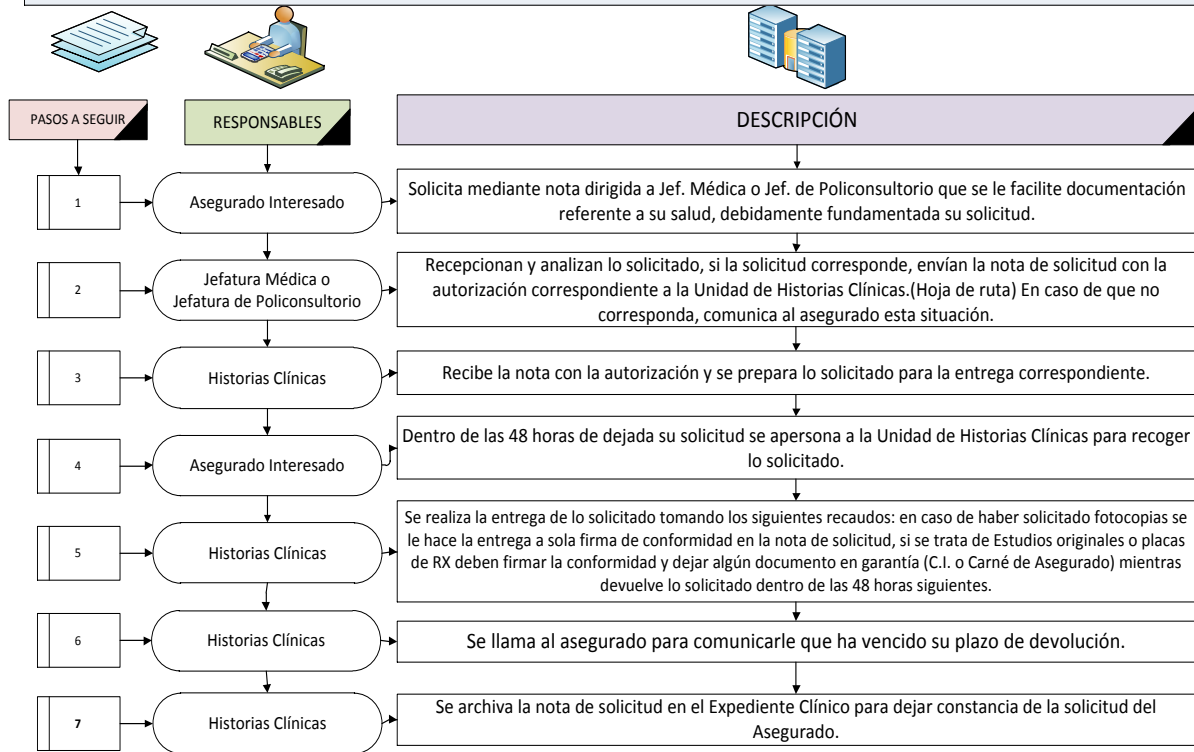 PASOS A SEGUIR
RESPONSABLES
DESCRIPCIÓN
1
Asegurado Interesado
Solicita mediante nota dirigida a Jef. Médica o Jef. de Policonsultorio que se le facilite documentación
referente a su salud, debidamente fundamentada su solicitud.
2
Jefatura Médica o
Jefatura de Policonsultorio
Recepcionan y analizan lo solicitado, si la solicitud corresponde, envían la nota de solicitud con la
autorización correspondiente a la Unidad de Historias Clínicas.(Hoja de ruta) En caso de que no
corresponda, comunica al asegurado esta situación.
3
Historias Clínicas
Recibe la nota con la autorización y se prepara lo solicitado para la entrega correspondiente.
4
Asegurado Interesado
Dentro de las 48 horas de dejada su solicitud se apersona a la Unidad de Historias Clínicas para recoger
lo solicitado.
5
Historias Clínicas
Se realiza la entrega de lo solicitado tomando los siguientes recaudos: en caso de haber solicitado fotocopias se
le hace la entrega a sola firma de conformidad en la nota de solicitud, si se trata de Estudios originales o placas
de RX deben firmar la conformidad y dejar algún documento en garantía (C.I. o Carné de Asegurado) mientras
devuelve lo solicitado dentro de las 48 horas siguientes.
6
Historias Clínicas
Se llama al asegurado para comunicarle que ha vencido su plazo de devolución.
7
Historias Clínicas
Se archiva la nota de solicitud en el Expediente Clínico para dejar constancia de la solicitud del
Asegurado.